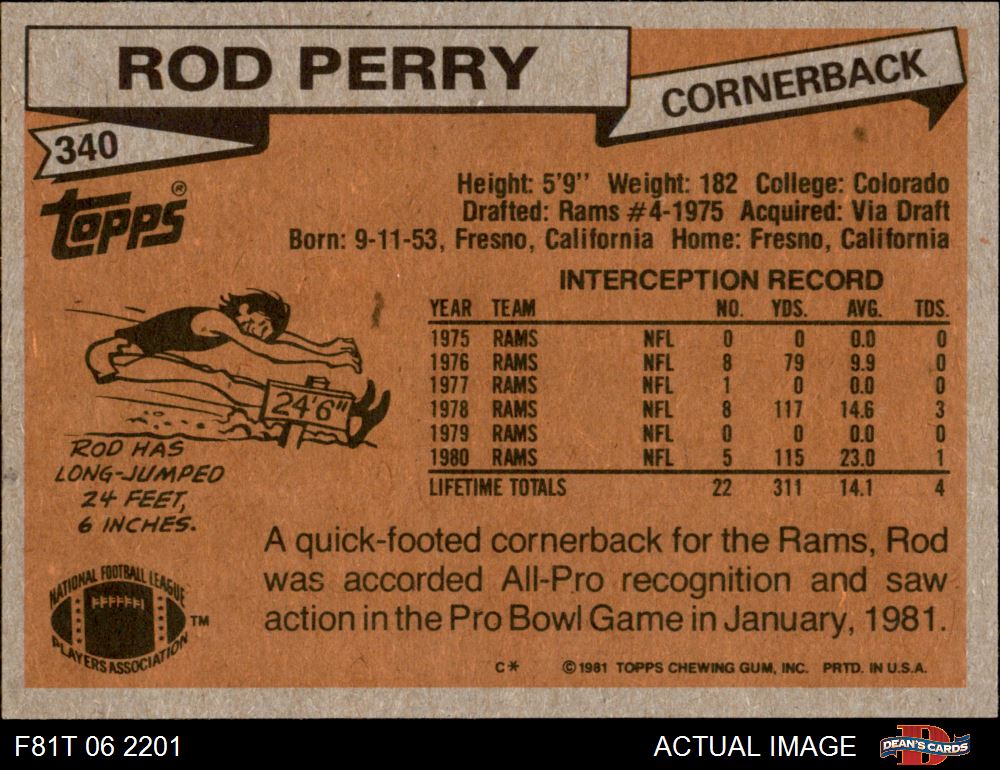 ROD PERRY
CORNERBACK
340
TOPPS®
Height: 5'9'' Weight: 182 College: Colorado
Drafted: Rams #4-1975 Acquired: Via Draft
Born: 9-11-53, Fresno, California Home: Fresno, California
INTERCEPTION RECORD
YEAR TEAM NO. YDS. AVG. TDS.
1975 RAMS NFL 0 0 0.0 0
1976 RAMS NFL 8 79 9.9 0
1977 RAMS NFL 1 0 0.0 0
1978 RAMS NFL 8 117 14.6 3
1979 RAMS NFL 0 0 0.0 0
1980 RAMS NFL 5 115 23.0 1
LIFETIME TOTALS 22 311 14.1 4
24'6"
ROD HAS
LONG-JUMPED
24 FEET,
6 INCHES.
A quick-footed cornerback for the Rams, Rod
was accorded All-Pro recognition and saw
action in the Pro Bowl Game in January, 1981.
NATIONAL FOOTBALL LEAGUE
PLAYERS ASSOCIATION
TM
C* ©1981 TOPPS CHEWING GUM, INC. PRTD. IN U.S.A.
F81T 06 2201
ACTUAL IMAGE
D
DEAN'S CARDS